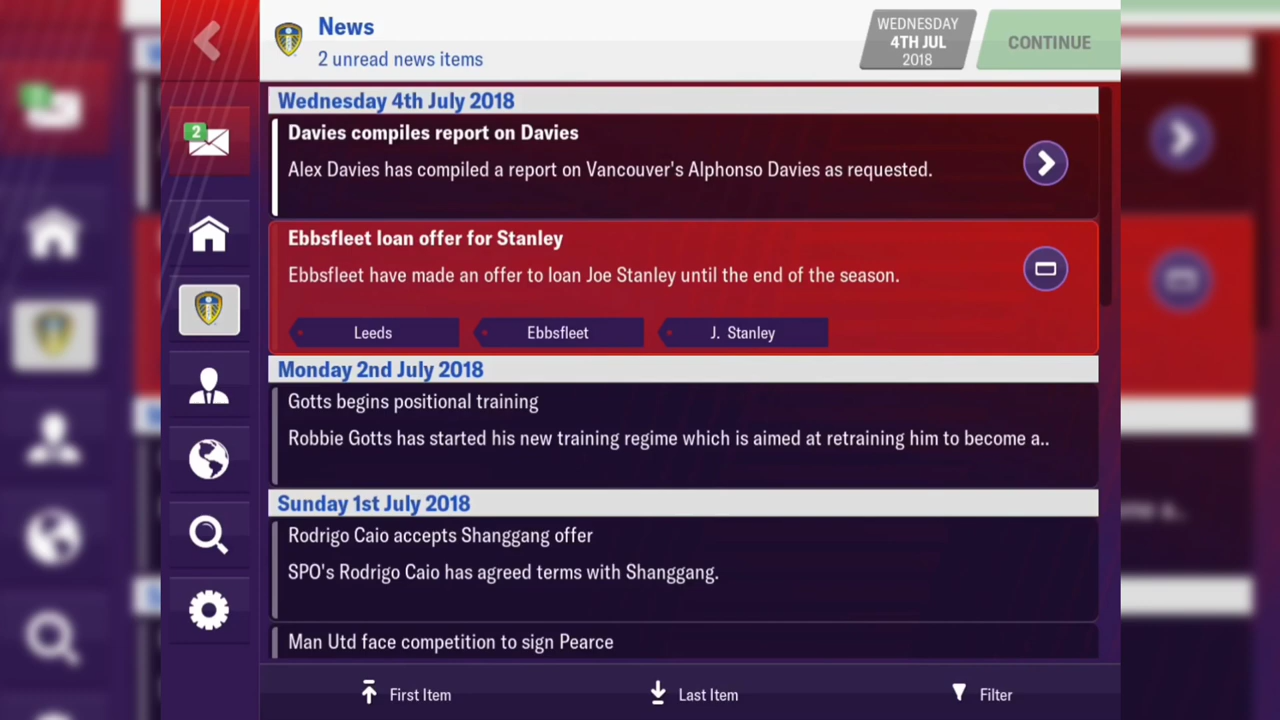 News
2 unread news items
WEDNESDAY
4TH JUL
2018
CONTINUE
2
Wednesday 4th July 2018
Davies compiles report on Davies
Alex Davies has compiled a report on Vancouver's Alphonso Davies as requested.
Ebbsfleet loan offer for Stanley
Ebbsfleet have made an offer to loan Joe Stanley until the end of the season.
Leeds
Ebbsfleet
J. Stanley
Monday 2nd July 2018
Gotts begins positional training
Robbie Gotts has started his new training regime which is aimed at retraining him to become a..
Sunday 1st July 2018
Rodrigo Caio accepts Shanggang offer
SPO's Rodrigo Caio has agreed terms with Shanggang.
Man Utd face competition to sign Pearce
First Item
Last Item
Filter